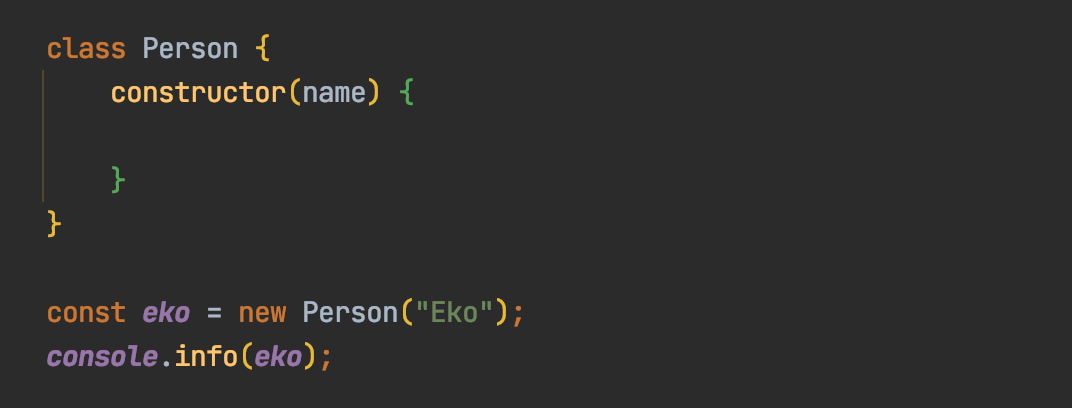 class Person {
    constructor(name) {

    }
}

const eko = new Person("Eko");
console.info(eko);